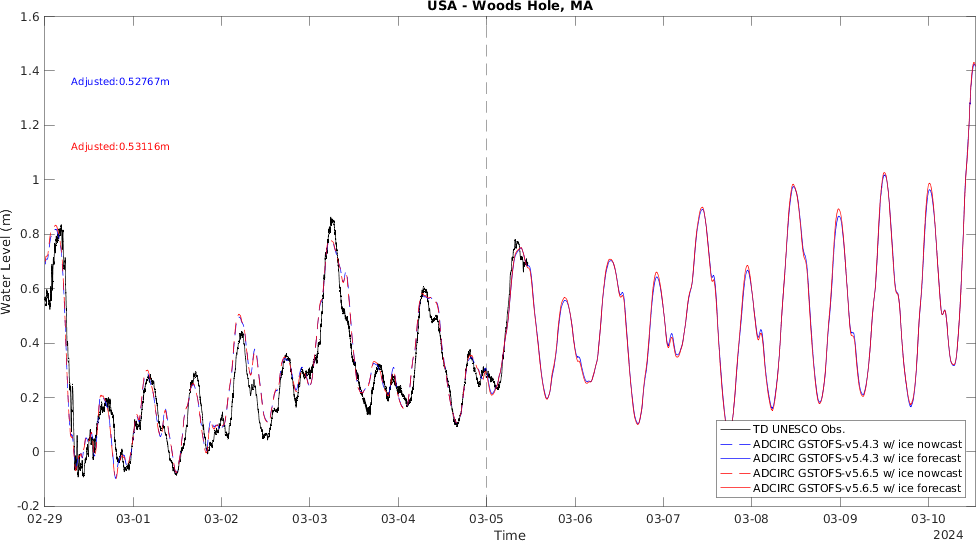 USA - Woods Hole, MA
1.6
1.4
1.2
1
0.8
0.6
0.4
0.2
0
-0.2
Water Level (m)
Adjusted:0.52767m
Adjusted:0.53116m
TD UNESCO Obs.
ADCIRC GSTOFS-v5.4.3 w/ ice nowcast
ADCIRC GSTOFS-v5.4.3 w/ ice forecast
ADCIRC GSTOFS-v5.6.5 w/ ice nowcast
ADCIRC GSTOFS-v5.6.5 w/ ice forecast
02-29 03-01 03-02 03-03 03-04 03-05 03-06 03-07 03-08 03-09 03-10
Time
2024